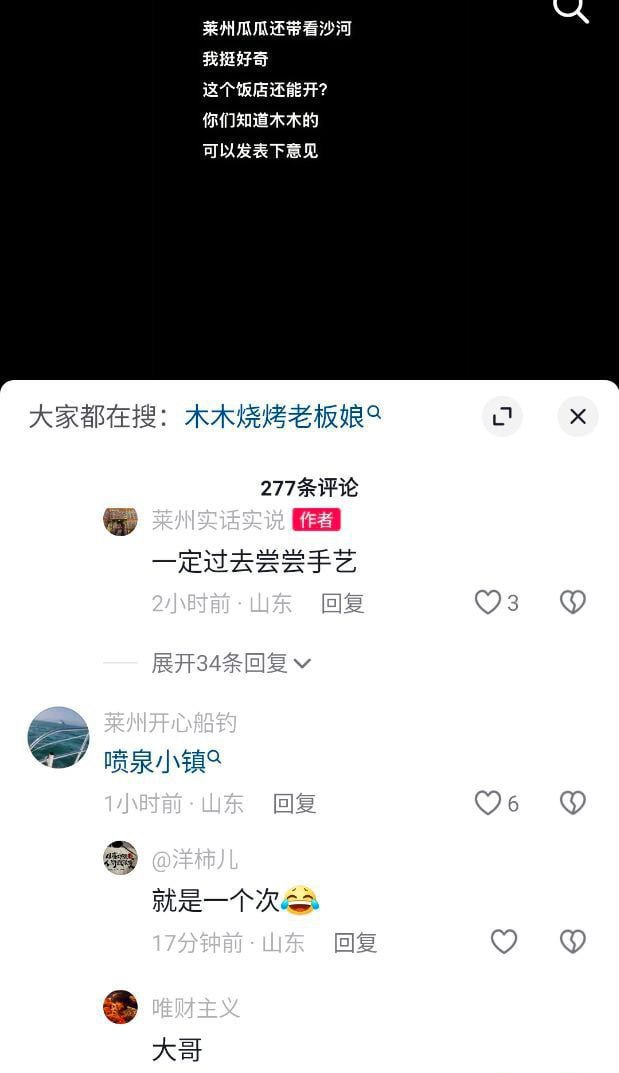 莱州瓜瓜还带看沙河
我挺好奇
这个饭店还能开?
你们知道木木的
可以发表下意见
大家都在搜：木木烧烤老板娘
277条评论
莱州实话实说 作者
一定过去尝尝手艺
2小时前 · 山东 回复 3
展开34条回复
莱州开心船钓
喷泉小镇
1小时前 · 山东 回复 6
@洋柿儿
就是一个次😂
17分钟前 · 山东 回复
唯财主义
大哥